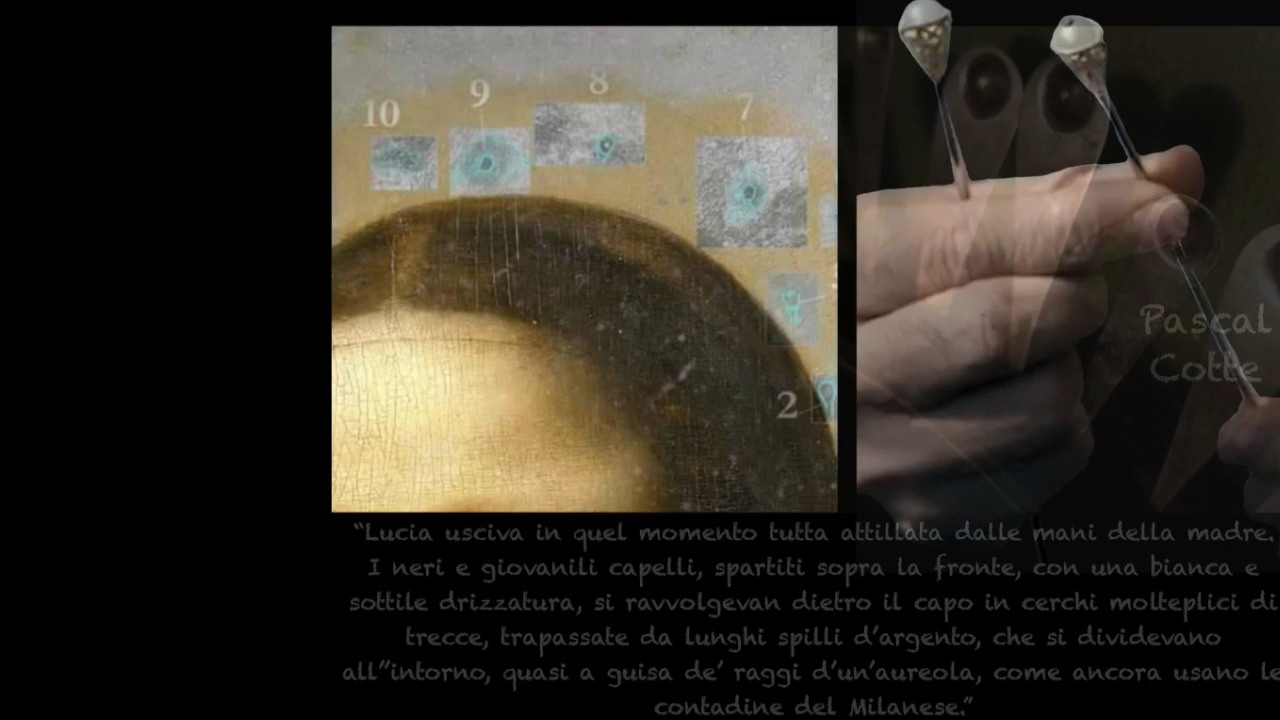 10
9
8
7
2
Pascal
Cotte
“Lucia usciva in quel momento tutta attillata dalle mani della madre.
I neri e giovanili capelli, spartiti sopra la fronte, con una bianca e
sottile drizzatura, si ravvolgevan dietro il capo in cerchi molteplici di
trecce, trapassate da lunghi spilli d’argento, che si dividevano
all”intorno, quasi a guisa de’ raggi d’un’aureola, come ancora usano le
contadine del Milanese.”